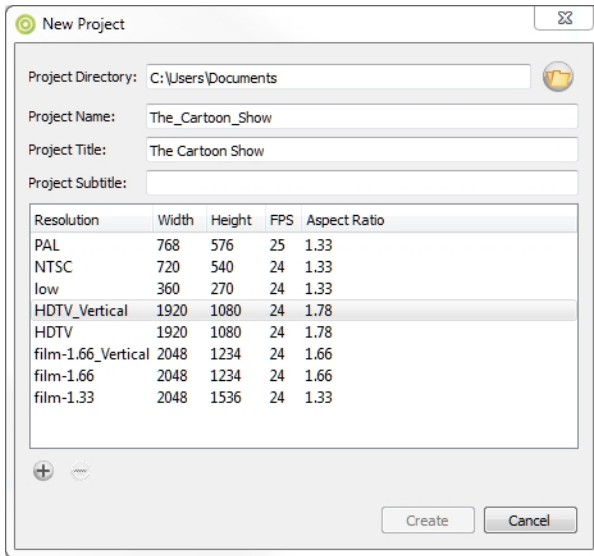 New Project
Project Directory: C:\Users\Documents
Project Name: The_Cartoon_Show
Project Title: The Cartoon Show
Project Subtitle:
Resolution Width Height FPS Aspect Ratio
PAL 768 576 25 1.33
NTSC 720 540 24 1.33
low 360 270 24 1.33
HDTV_Vertical 1920 1080 24 1.78
HDTV 1920 1080 24 1.78
film-1.66_Vertical 2048 1234 24 1.66
film-1.66 2048 1234 24 1.66
film-1.33 2048 1536 24 1.33
Create Cancel